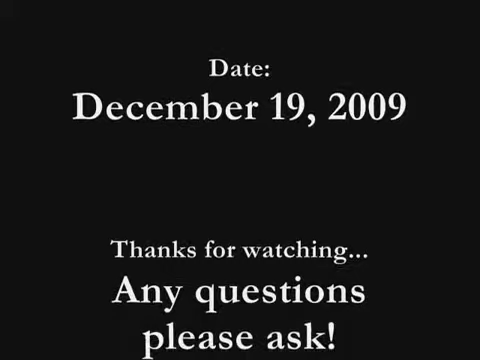 Date:
December 19, 2009
Thanks for watching...
Any questions
please ask!